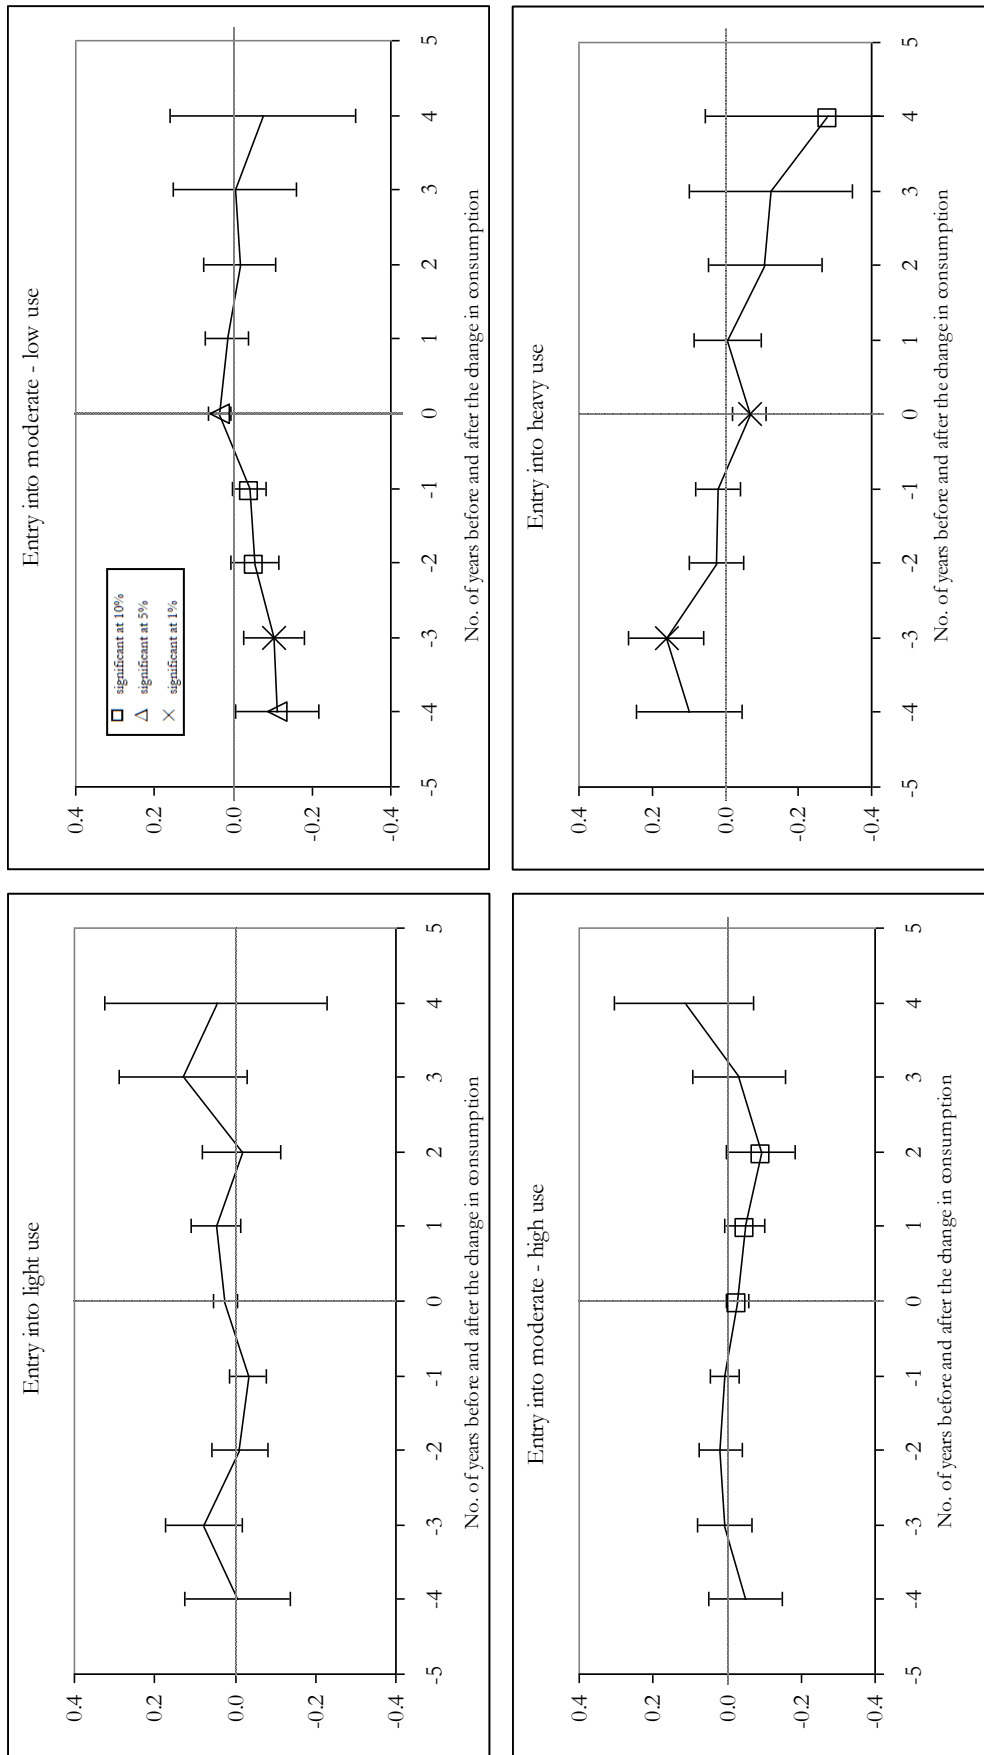 Entry into light use
0.4
0.2
0.0
-0.2
-0.4
-5 -4 -3 -2 -1 0 1 2 3 4 5
No. of years before and after the change in consumption
Entry into moderate - low use
significant at 10%
significant at 5%
significant at 1%
0.4
0.2
0.0
-0.2
-0.4
-5 -4 -3 -2 -1 0 1 2 3 4 5
No. of years before and after the change in consumption
Entry into moderate - high use
0.4
0.2
0.0
-0.2
-0.4
-5 -4 -3 -2 -1 0 1 2 3 4 5
No. of years before and after the change in consumption
Entry into heavy use
0.4
0.2
0.0
-0.2
-0.4
-5 -4 -3 -2 -1 0 1 2 3 4 5
No. of years before and after the change in consumption